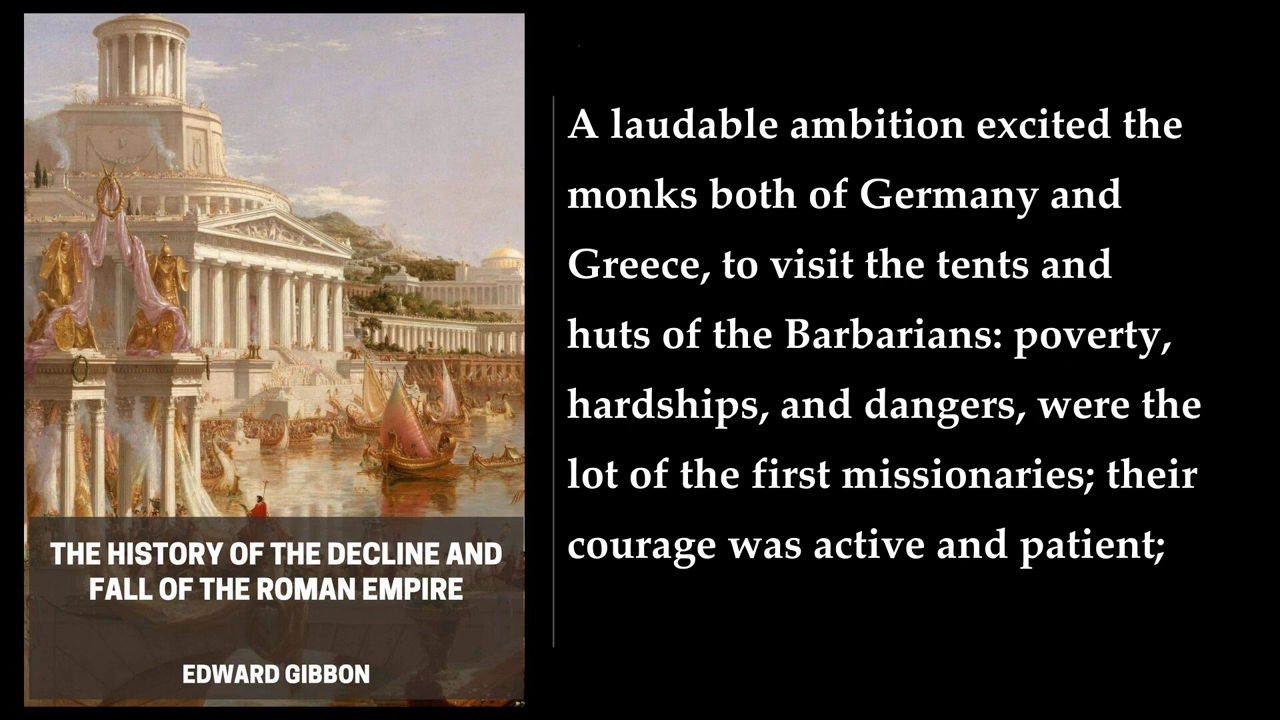 THE HISTORY OF THE DECLINE AND
FALL OF THE ROMAN EMPIRE
EDWARD GIBBON
A laudable ambition excited the
monks both of Germany and
Greece, to visit the tents and
huts of the Barbarians: poverty,
hardships, and dangers, were the
lot of the first missionaries; their
courage was active and patient;